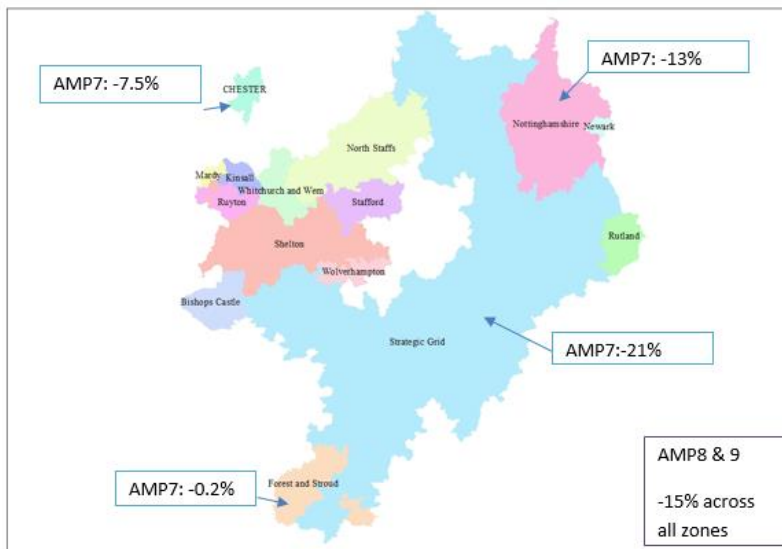 AMP7: -13%
AMP7: -7.5%
CHESTER
Nottinghamshire
Newark
North Staffs
Mardy
Kinsall
Whitchurch and Wem
Ruyton
Stafford
Shelton
Rutland
Wolverhampton
Bishops Castle
Strategic Grid
AMP7:-21%
Forest and Stroud
AMP7: -0.2%
AMP8 & 9
-15% across
all zones